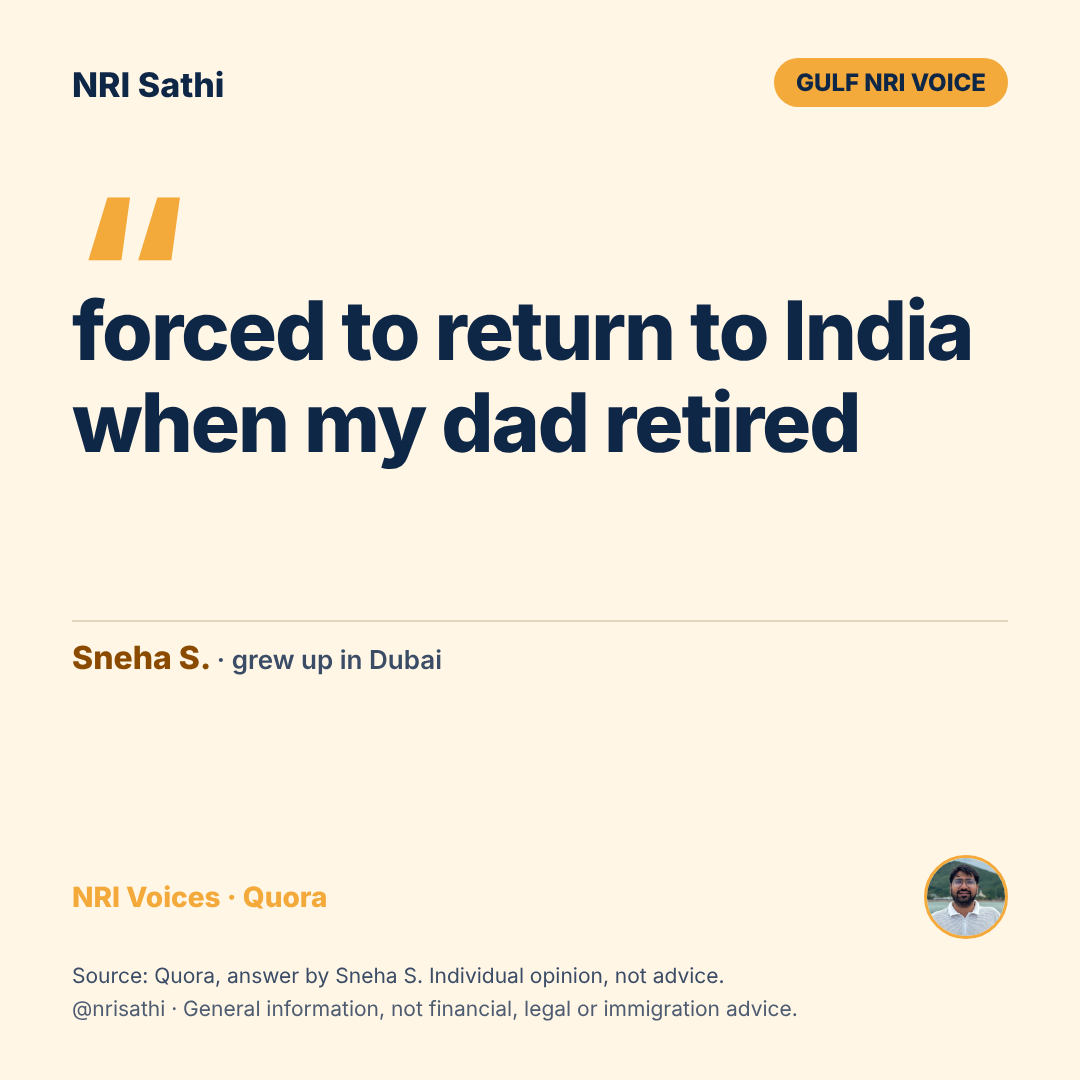 NRI Sathi
GULF NRI VOICE
“
forced to return to India
when my dad retired
Sneha S. · grew up in Dubai
NRI Voices · Quora
Source: Quora, answer by Sneha S. Individual opinion, not advice.
@nrisathi · General information, not financial, legal or immigration advice.